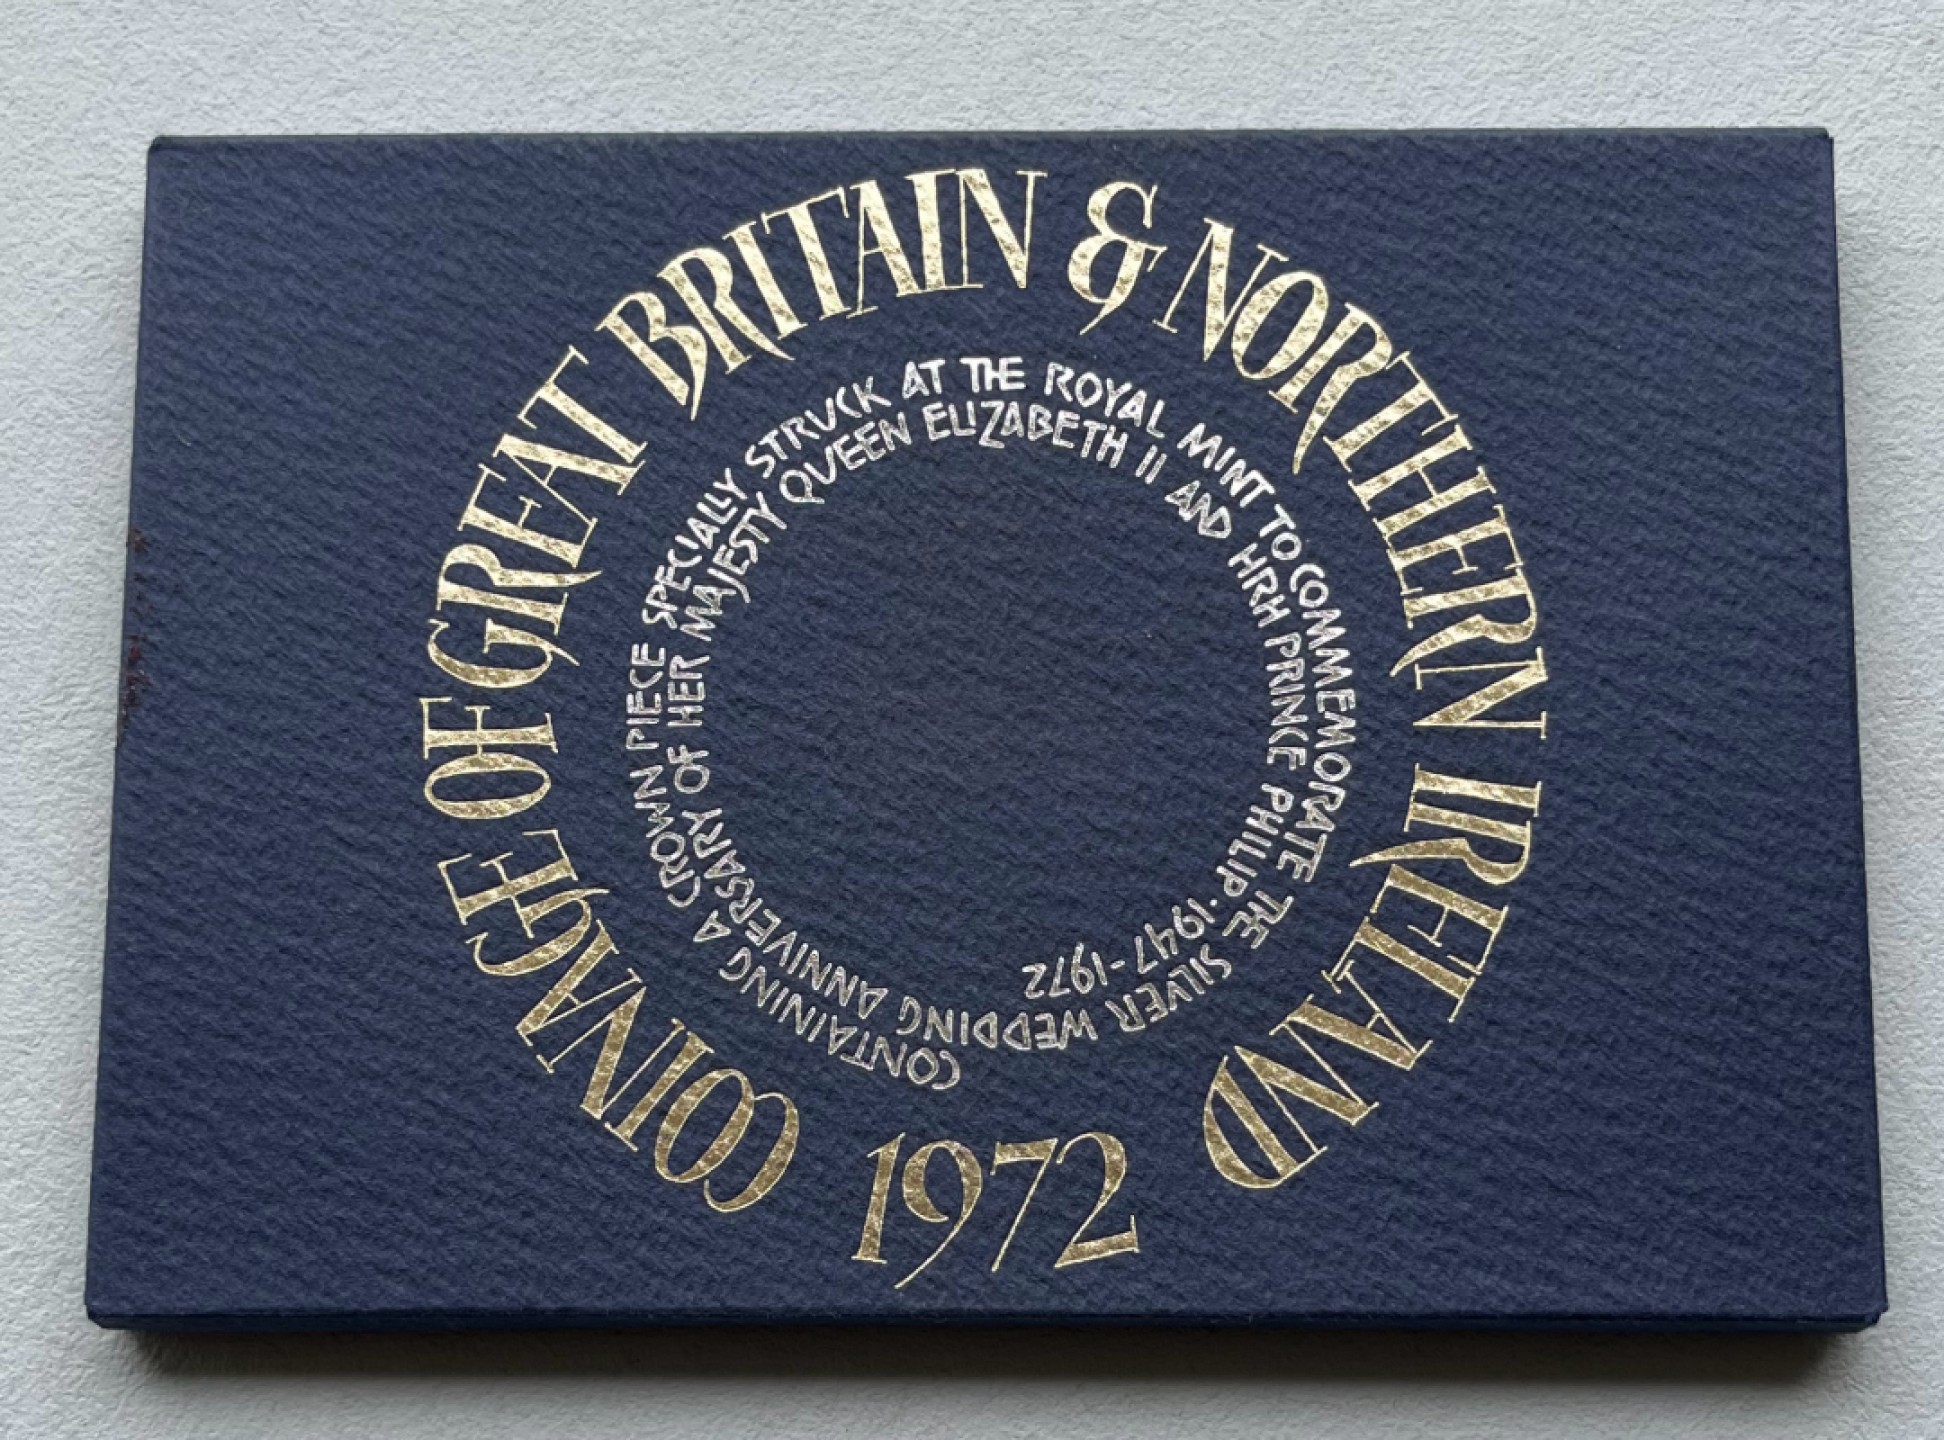 COINAGE OF GREAT BRITAIN & NORTHERN IRELAND
1972
CONTAINING A CROWN PIECE SPECIALLY STRUCK AT THE ROYAL MINT TO COMMEMORATE THE SILVER WEDDING ANNIVERSARY OF HER MAJESTY QUEEN ELIZABETH II AND HRH PRINCE PHILIP · 1947-1972